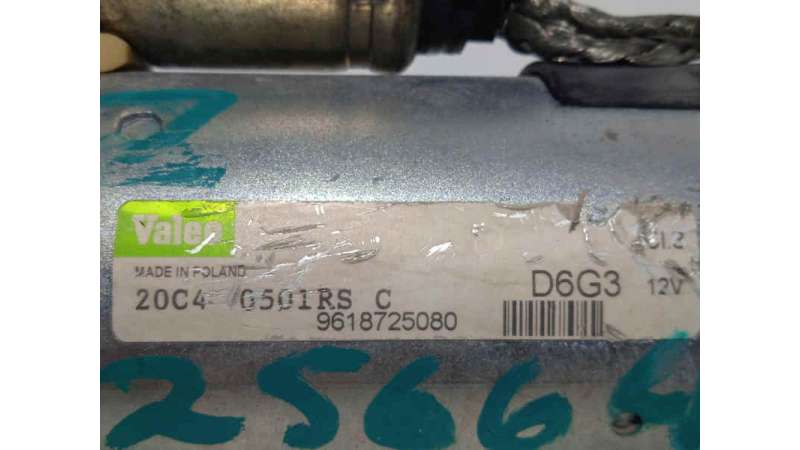 Valeo
MADE IN POLAND
20C4 0501RS C
9618725080
D6G3
12V
25664